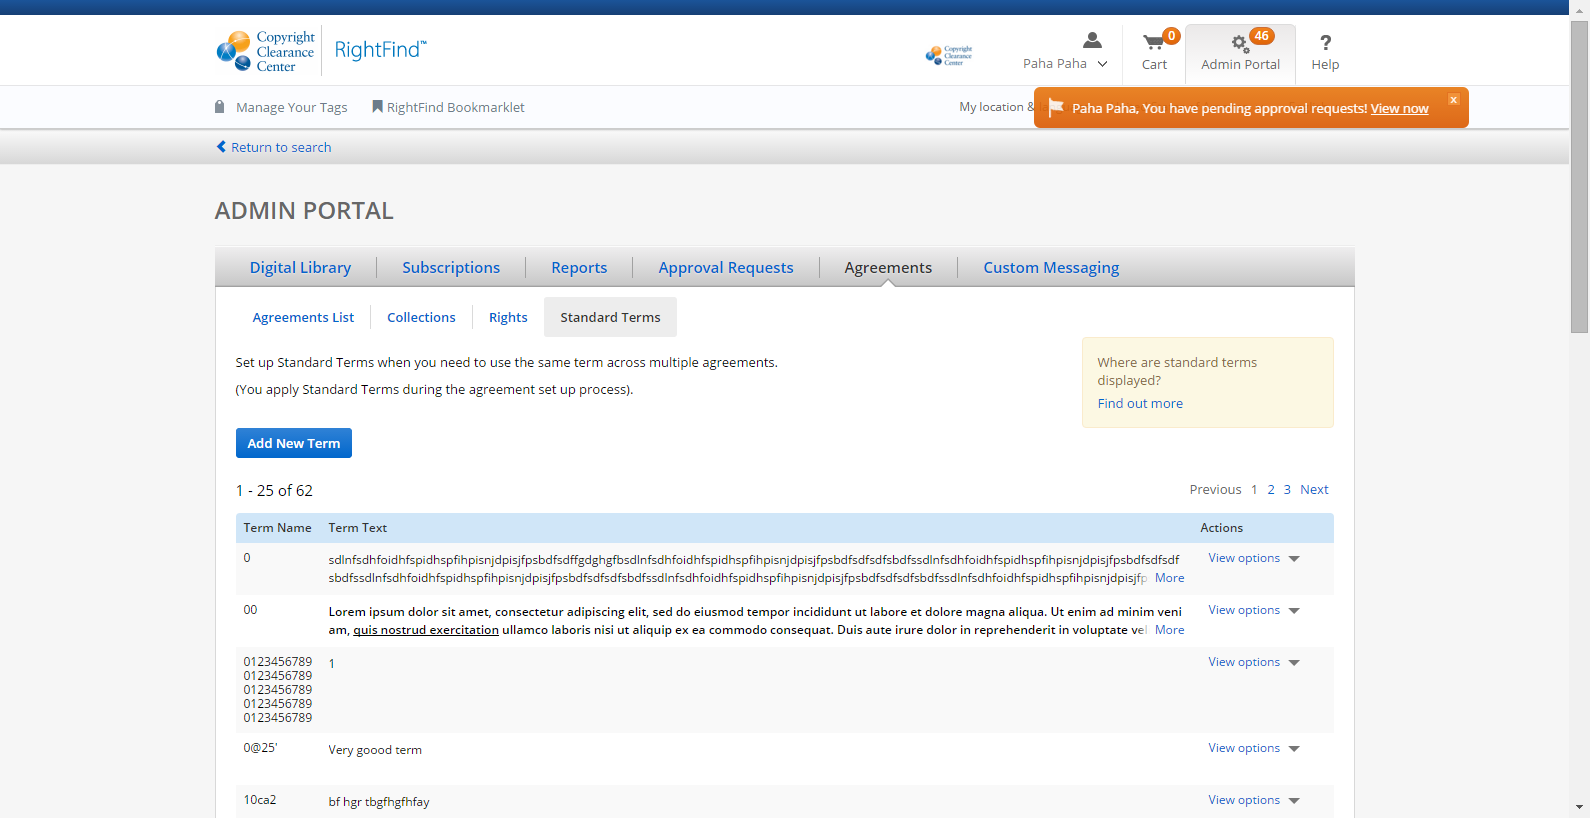 Copyright
Clearance
Center
RightFind™
Copyright
Clearance
Center
Paha Paha
0
Cart
46
Admin Portal
?
Help
Manage Your Tags
RightFind Bookmarklet
My location &
Paha Paha, You have pending approval requests! View now
x
Return to search
ADMIN PORTAL
Digital Library
Subscriptions
Reports
Approval Requests
Agreements
Custom Messaging
Agreements List
Collections
Rights
Standard Terms
Set up Standard Terms when you need to use the same term across multiple agreements.
(You apply Standard Terms during the agreement set up process).
Where are standard terms
displayed?
Find out more
Add New Term
1 - 25 of 62
Previous 1 2 3 Next
Term Name Term Text Actions
0
sdlnfsdhfoidhfspidhspfihpisnjdpisjfpsbdfsdffgdghgfbsdlnfsdhfoidhfspidhspfihpisnjdpisjfpsbdfsdfsdfsbdfssdlnfsdhfoidhfspidhspfihpisnjdpisjfpsbdfsdfsdf
sbdfssdlnfsdhfoidhfspidhspfihpisnjdpisjfpsbdfsdfsdfsbdfssdlnfsdhfoidhfspidhspfihpisnjdpisjfpsbdfsdfsdfsbdfssdlnfsdhfoidhfspidhspfihpisnjdpisjfp More
View options
00
Lorem ipsum dolor sit amet, consectetur adipiscing elit, sed do eiusmod tempor incididunt ut labore et dolore magna aliqua. Ut enim ad minim veni
am, quis nostrud exercitation ullamco laboris nisi ut aliquip ex ea commodo consequat. Duis aute irure dolor in reprehenderit in voluptate vel More
View options
0123456789
0123456789
0123456789
0123456789
0123456789
1
View options
0@25'
Very goood term
View options
10ca2
bf hgr tbgfhgfhfay
View options